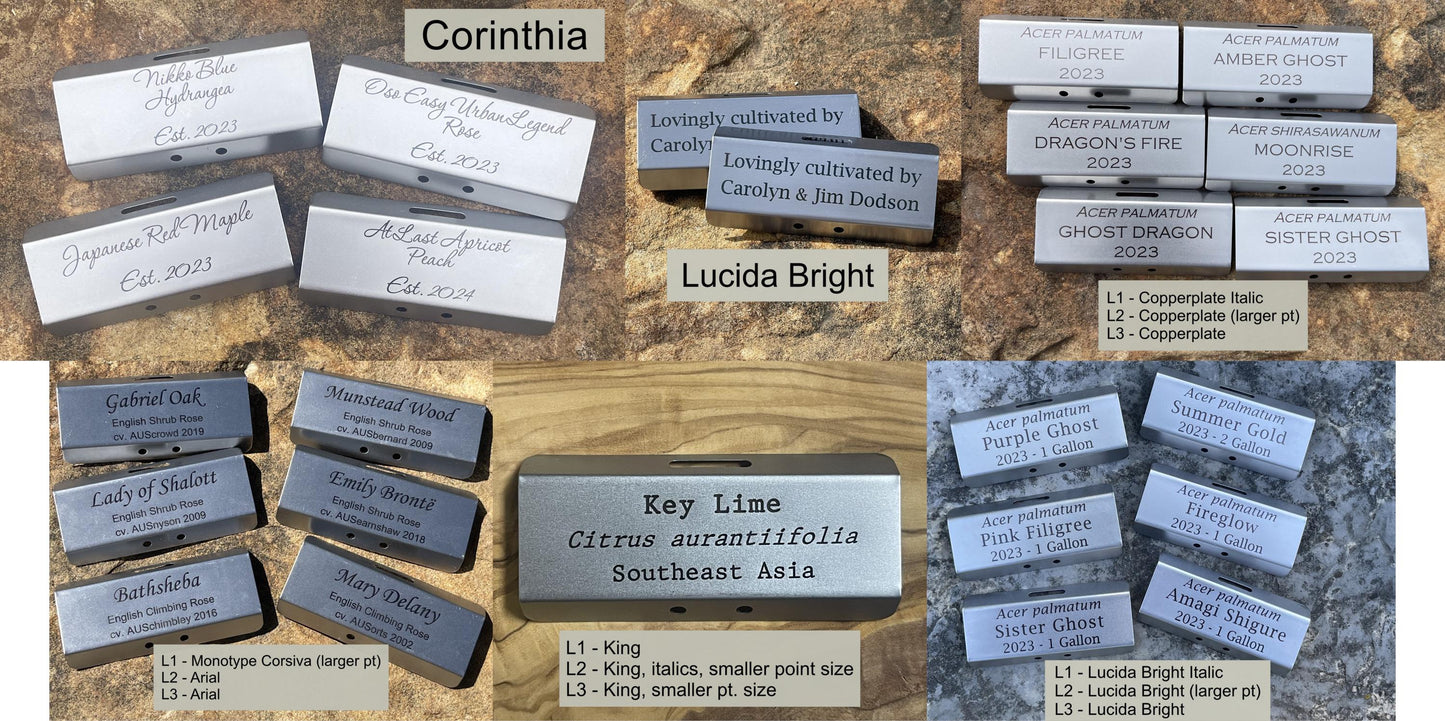 Corinthia
Nikko Blue
Hydrangea
Est. 2023
Oso Easy Urban Legend
Rose
Est. 2023
Japanese Red Maple
Est. 2023
At Last Apricot
Peach
Est. 2024
Lovingly cultivated by
Carolyn
Lovingly cultivated by
Carolyn & Jim Dodson
Lucida Bright
ACER PALMATUM
FILIGREE
2023
ACER PALMATUM
AMBER GHOST
2023
ACER PALMATUM
DRAGON'S FIRE
2023
ACER SHIRASAWANUM
MOONRISE
2023
ACER PALMATUM
GHOST DRAGON
2023
ACER PALMATUM
SISTER GHOST
2023
L1 - Copperplate Italic
L2 - Copperplate (larger pt)
L3 - Copperplate
Gabriel Oak
English Shrub Rose
cv. AUScrowd 2019
Munstead Wood
English Shrub Rose
cv. AUSbernard 2009
Lady of Shalott
English Shrub Rose
cv. AUSnyson 2009
Emily Brontë
English Shrub Rose
cv. AUSearnshaw 2018
Bathsheba
English Climbing Rose
cv. AUSchimbley 2016
Mary Delany
English Climbing Rose
cv. AUSorts 2002
L1 - Monotype Corsiva (larger pt)
L2 - Arial
L3 - Arial
Key Lime
Citrus aurantiifolia
Southeast Asia
L1 - King
L2 - King, italics, smaller point size
L3 - King, smaller pt. size
Acer palmatum
Purple Ghost
2023 - 1 Gallon
Acer palmatum
Summer Gold
2023 - 2 Gallon
Acer palmatum
Pink Filigree
2023 - 1 Gallon
Acer palmatum
Fireglow
2023 - 1 Gallon
Acer palmatum
Sister Ghost
2023 - 1 Gallon
Acer palmatum
Amagi Shigure
2023 - 1 Gallon
L1 - Lucida Bright Italic
L2 - Lucida Bright (larger pt)
L3 - Lucida Bright